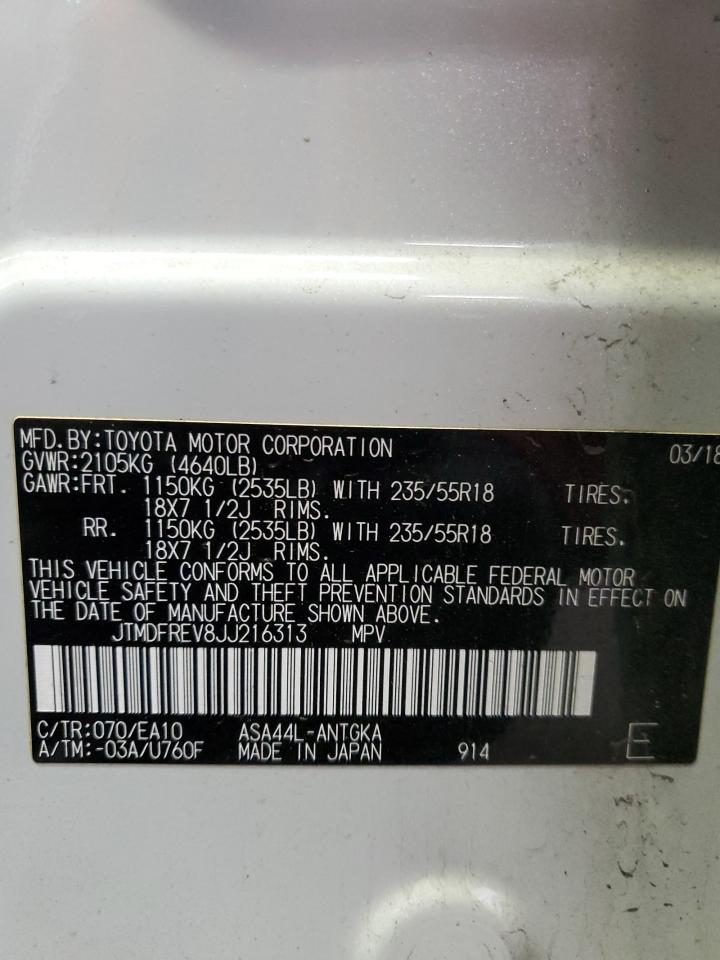 MFD.BY:TOYOTA MOTOR CORPORATION 03/18
GVWR:2105KG (4640LB)
GAWR:FRT. 1150KG (2535LB) WITH 235/55R18 TIRES.
18X7 1/2J RIMS.
RR. 1150KG (2535LB) WITH 235/55R18 TIRES.
18X7 1/2J RIMS.
THIS VEHICLE CONFORMS TO ALL APPLICABLE FEDERAL MOTOR
VEHICLE SAFETY AND THEFT PREVENTION STANDARDS IN EFFECT ON
THE DATE OF MANUFACTURE SHOWN ABOVE.
JTMDFREV8JJ216313 MPV
C/TR:070/EA10 ASA44L-ANTGKA
A/TM:-03A/U760F MADE IN JAPAN 914 E